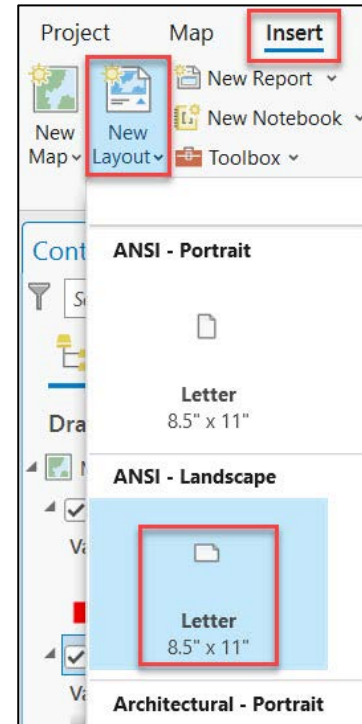 Project Map Insert
New Map
New Layout
New Report
New Notebook
Toolbox
Cont
ANSI - Portrait
Letter
8.5" x 11"
Dra
ANSI - Landscape
Letter
8.5" x 11"
Architectural - Portrait